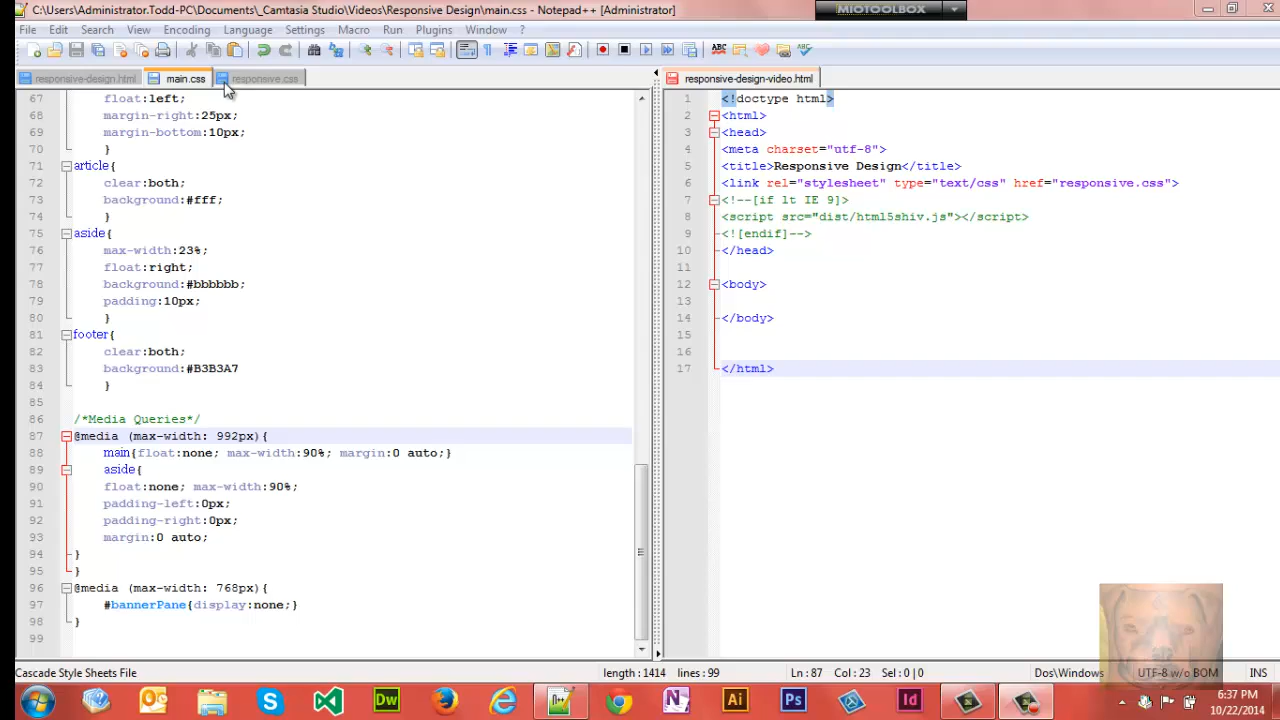 C:\Users\Administrator.Todd-PC\Documents\_Camtasia Studio\Videos\Responsive Design\main.css - Notepad++ [Administrator]
MIOTOOLBOX
File Edit Search View Encoding Language Settings Macro Run Plugins Window ?
ABC
responsive-design.html main.css responsive.css
67 float:left;
68 margin-right:25px;
69 margin-bottom:10px;
70 }
71 article{
72 clear:both;
73 background:#fff;
74 }
75 aside{
76 max-width:23%;
77 float:right;
78 background:#bbbbbb;
79 padding:10px;
80 }
81 footer{
82 clear:both;
83 background:#B3B3A7
84 }
85
86 /*Media Queries*/
87 @media (max-width: 992px){
88 main{float:none; max-width:90%; margin:0 auto;}
89 aside{
90 float:none; max-width:90%;
91 padding-left:0px;
92 padding-right:0px;
93 margin:0 auto;
94 }
95 }
96 @media (max-width: 768px){
97 #bannerPane{display:none;}
98 }
99
responsive-design-video.html
1 <!doctype html>
2 <html>
3 <head>
4 <meta charset="utf-8">
5 <title>Responsive Design</title>
6 <link rel="stylesheet" type="text/css" href="responsive.css">
7 <!--[if lt IE 9]>
8 <script src="dist/html5shiv.js"></script>
9 <![endif]-->
10 </head>
11
12 <body>
13
14 </body>
15
16
17 </html>
Cascade Style Sheets File length : 1414 lines : 99 Ln : 87 Col : 23 Sel : 0 | 0 Dos\Windows UTF-8 w/o BOM INS
Dw Ai Ps Id
6:37 PM
10/22/2014